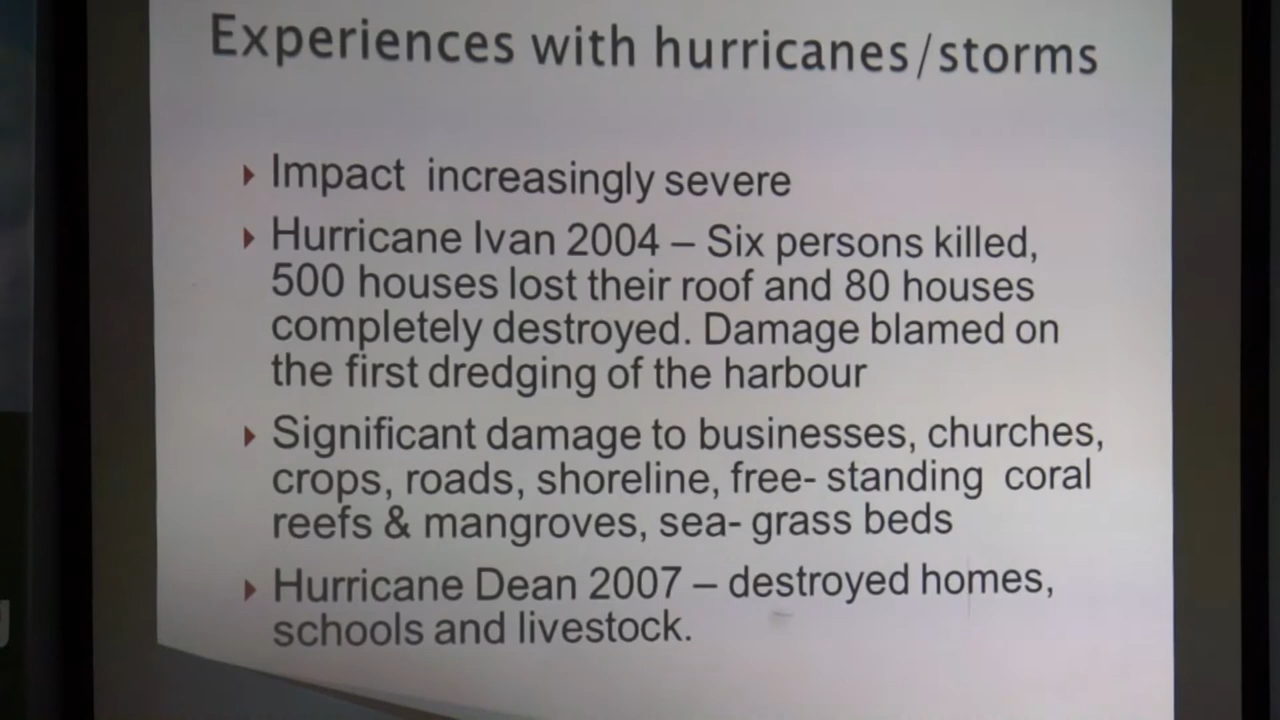 Experiences with hurricanes/storms
Impact increasingly severe
Hurricane Ivan 2004 – Six persons killed,
500 houses lost their roof and 80 houses
completely destroyed. Damage blamed on
the first dredging of the harbour
Significant damage to businesses, churches,
crops, roads, shoreline, free- standing coral
reefs & mangroves, sea- grass beds
Hurricane Dean 2007 – destroyed homes,
schools and livestock.